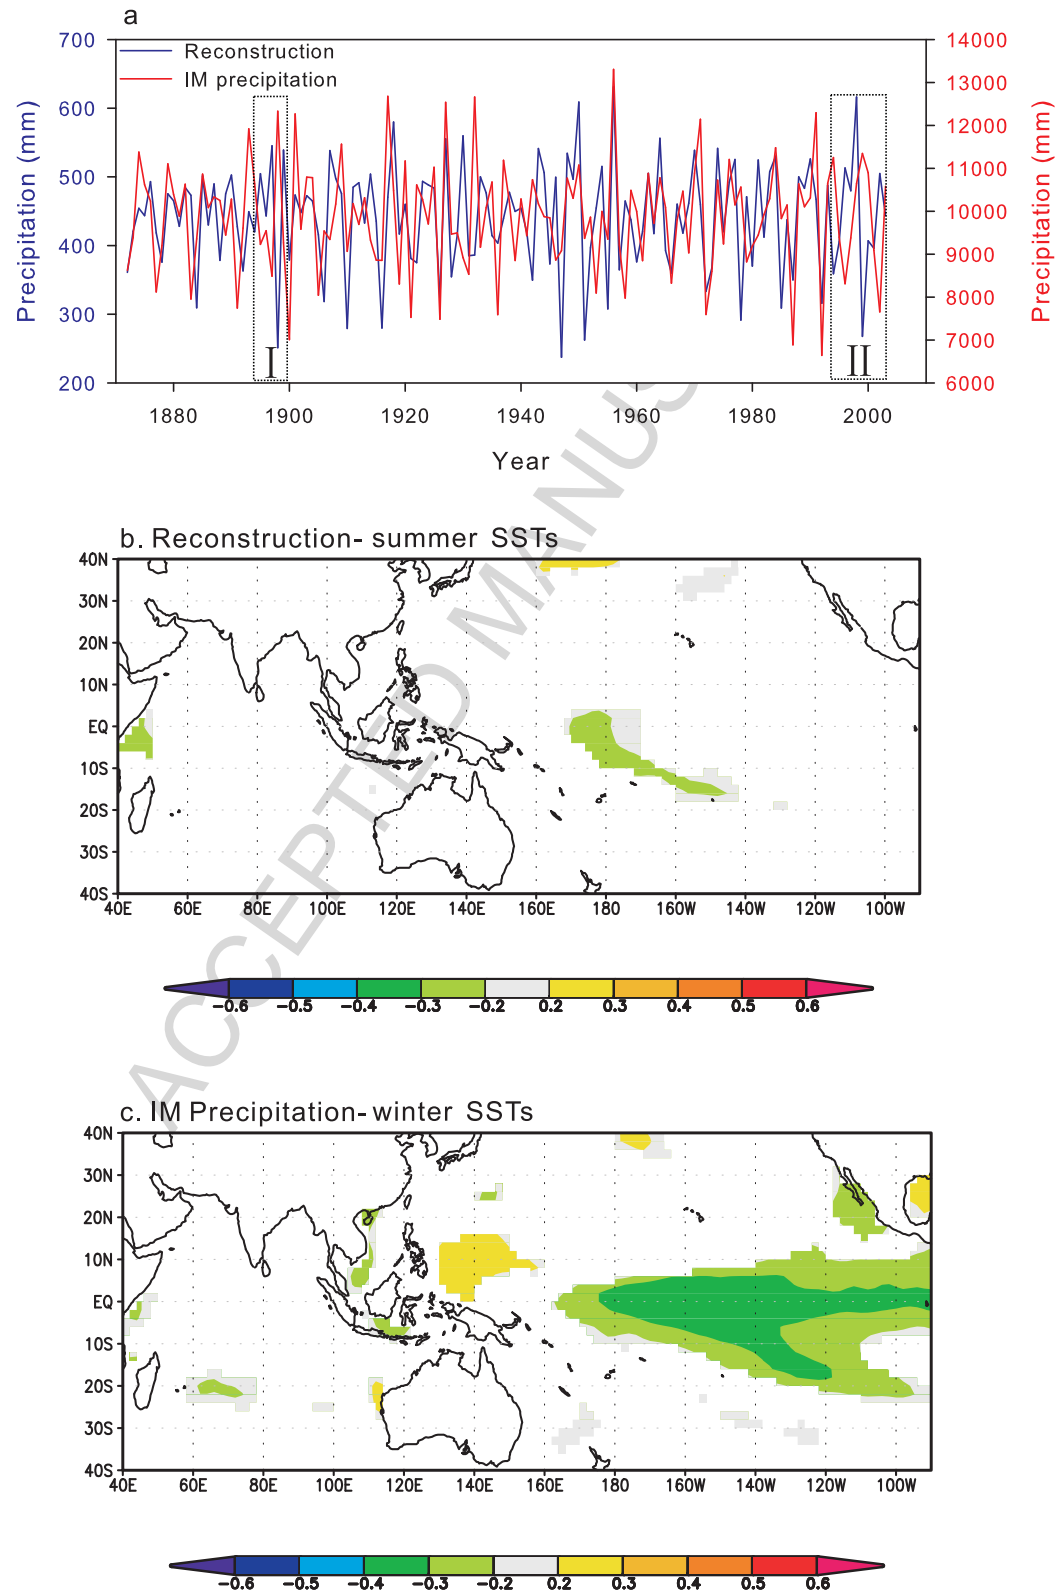 a
Reconstruction
IM precipitation
700
600
500
400
300
200
Precipitation (mm)
14000
13000
12000
11000
10000
9000
8000
7000
6000
Precipitation (mm)
I
II
1880 1900 1920 1940 1960 1980 2000
Year
ACCEPTED MANUS
b. Reconstruction- summer SSTs
40N
30N
20N
10N
EQ
10S
20S
30S
40S
40E 60E 80E 100E 120E 140E 160E 180 160W 140W 120W 100W
-0.6 -0.5 -0.4 -0.3 -0.2 0.2 0.3 0.4 0.5 0.6
c. IM Precipitation- winter SSTs
40N
30N
20N
10N
EQ
10S
20S
30S
40S
40E 60E 80E 100E 120E 140E 160E 180 160W 140W 120W 100W
-0.6 -0.5 -0.4 -0.3 -0.2 0.2 0.3 0.4 0.5 0.6